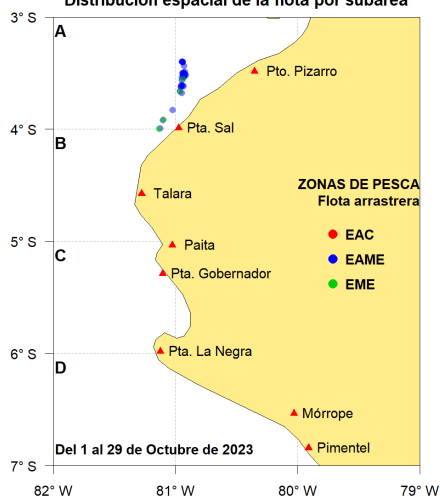 Distribución espacial de la flota por subárea
3° S
A
Pto. Pizarro
4° S
Pta. Sal
B
ZONAS DE PESCA
Talara
Flota arrastrera
EAC
5° S
Paita
C
EAME
Pta. Gobernador
EME
6° S
Pta. La Negra
D
Mórrope
Del 1 al 29 de Octubre de 2023
Pimentel
7° S
82° W 81° W 80° W 79° W